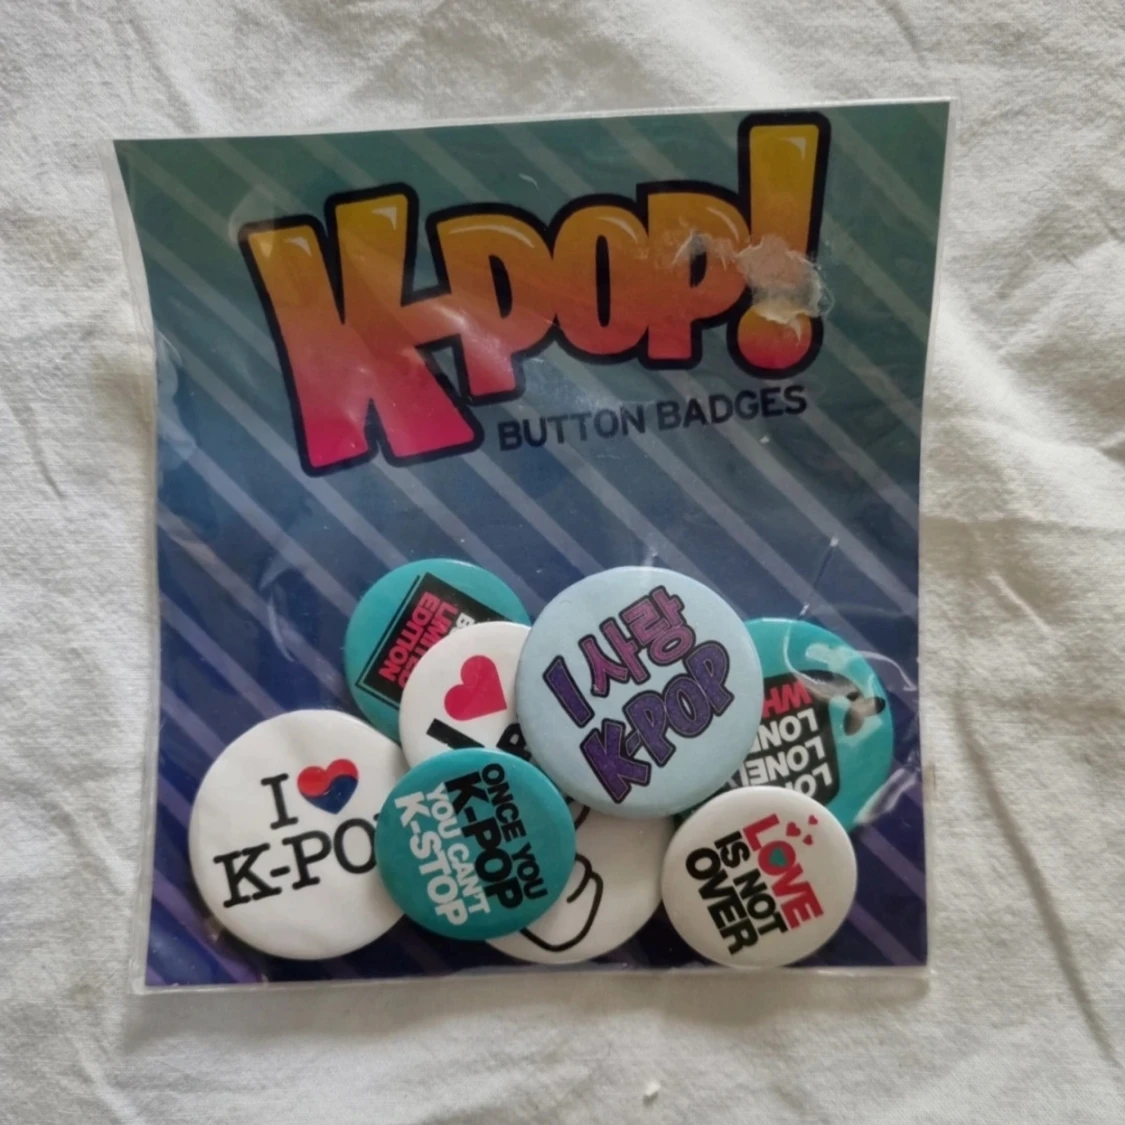 K-POP!
BUTTON BADGES
LIMITED
EDITION
I
I 사랑
K-POP
LONE
LONE
I
K-PO
ONCE YOU
K-POP
YOU CAN'T
K-STOP
LOVE
IS NOT
OVER